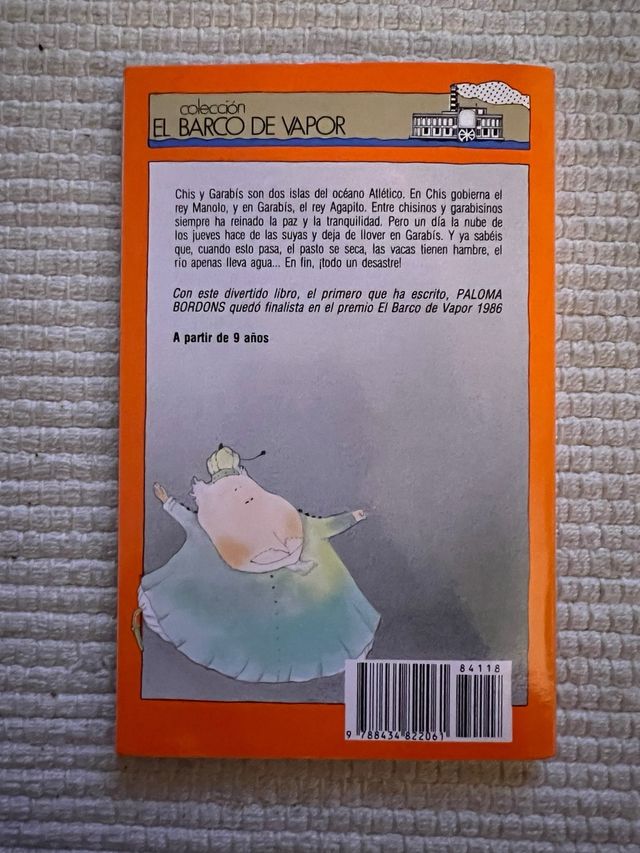 colección
EL BARCO DE VAPOR
Chis y Garabís son dos islas del océano Atlético. En Chis gobierna el
rey Manolo, y en Garabís, el rey Agapito. Entre chisinos y garabisinos
siempre ha reinado la paz y la tranquilidad. Pero un día la nube de
los jueves hace de las suyas y deja de llover en Garabís. Y ya sabéis
que, cuando esto pasa, el pasto se seca, las vacas tienen hambre, el
río apenas lleva agua... En fin, ¡todo un desastre!
Con este divertido libro, el primero que ha escrito, PALOMA
BORDONS quedó finalista en el premio El Barco de Vapor 1986
A partir de 9 años
84118
9 788434 822061